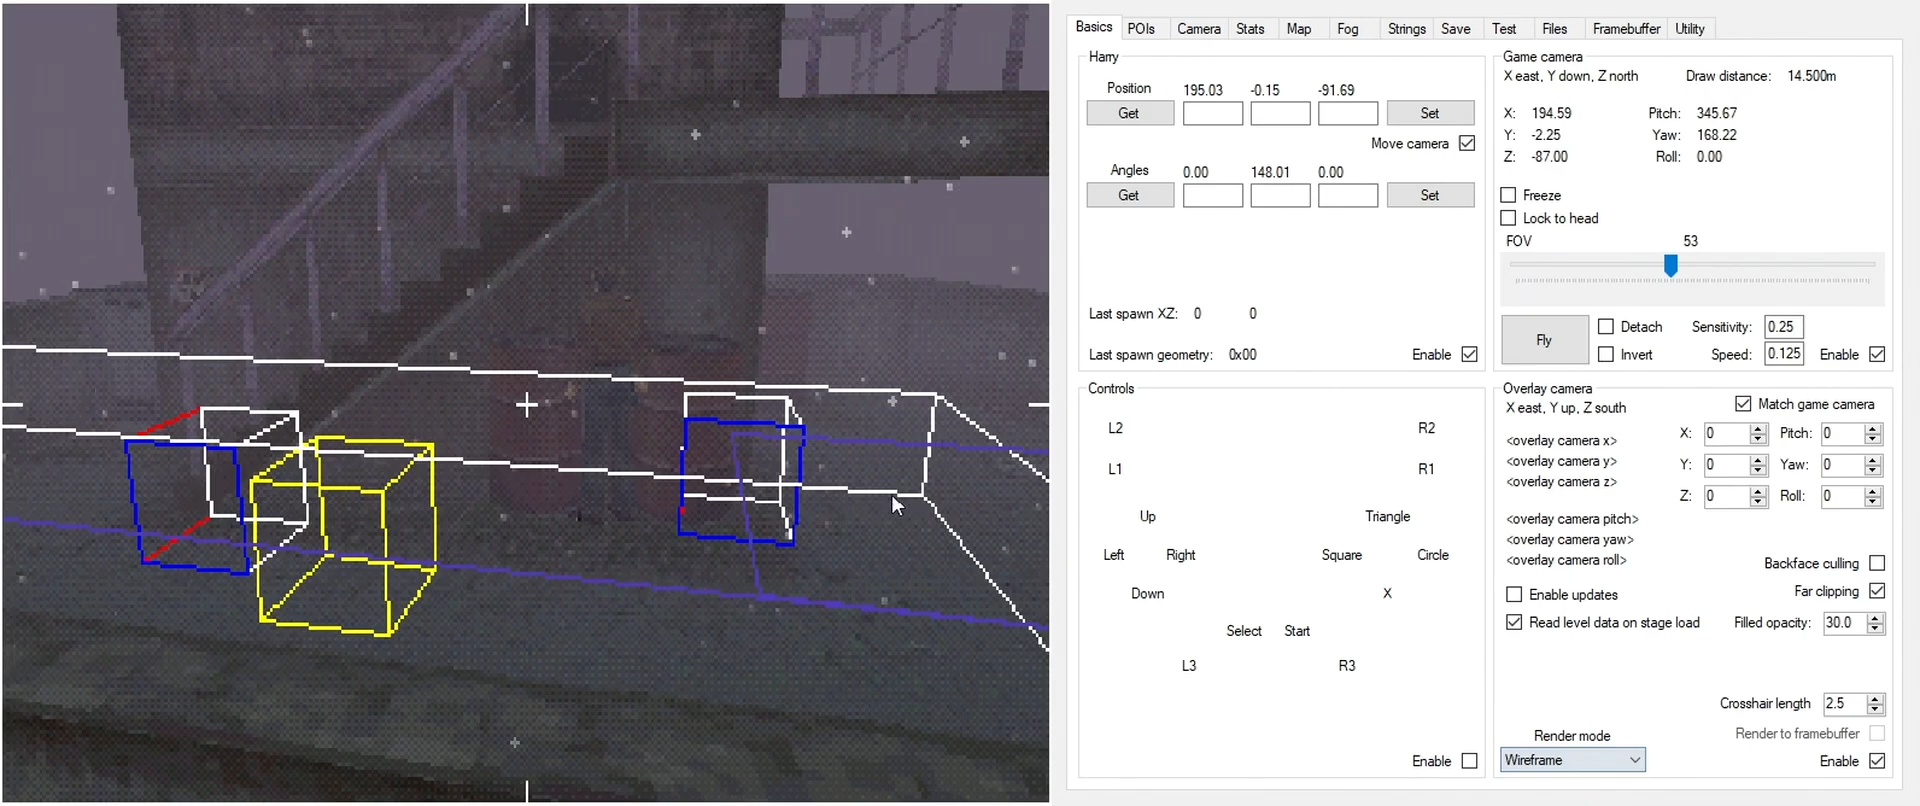 Basics POIs Camera Stats Map Fog Strings Save Test Files Framebuffer Utility
Harry
Position 195.03 -0.15 -91.69
Get Set
Move camera
Angles 0.00 148.01 0.00
Get Set
Last spawn XZ: 0 0
Last spawn geometry: 0x00 Enable
Game camera
X east, Y down, Z north Draw distance: 14.500m
X: 194.59 Pitch: 345.67
Y: -2.25 Yaw: 168.22
Z: -87.00 Roll: 0.00
Freeze
Lock to head
FOV 53
Fly Detach Sensitivity: 0.25
Invert Speed: 0.125 Enable
Controls
L2 R2
L1 R1
Up Triangle
Left Right Square Circle
Down X
Select Start
L3 R3
Enable
Overlay camera
X east, Y up, Z south Match game camera
<overlay camera x> X: 0 Pitch: 0
<overlay camera y> Y: 0 Yaw: 0
<overlay camera z> Z: 0 Roll: 0
<overlay camera pitch>
<overlay camera yaw>
<overlay camera roll> Backface culling
Enable updates Far clipping
Read level data on stage load Filled opacity: 30.0
Crosshair length 2.5
Render mode Render to framebuffer
Wireframe Enable